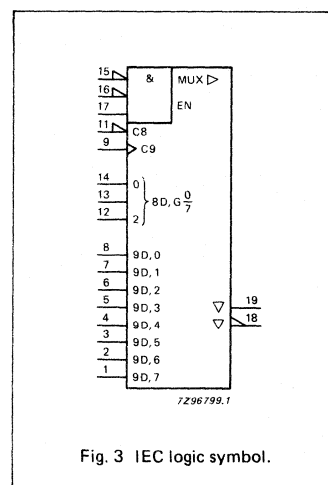 15 & MUX ▷
16
EN
17
11 C8
9 C9
14 0
13 } 8D, G 0/7
12 2
8 9D, 0
7 9D, 1
6 9D, 2
5 9D, 3 ▽ 19
4 9D, 4 ▽ 18
3 9D, 5
2 9D, 6
1 9D, 7
7Z96799.1
Fig. 3 IEC logic symbol.